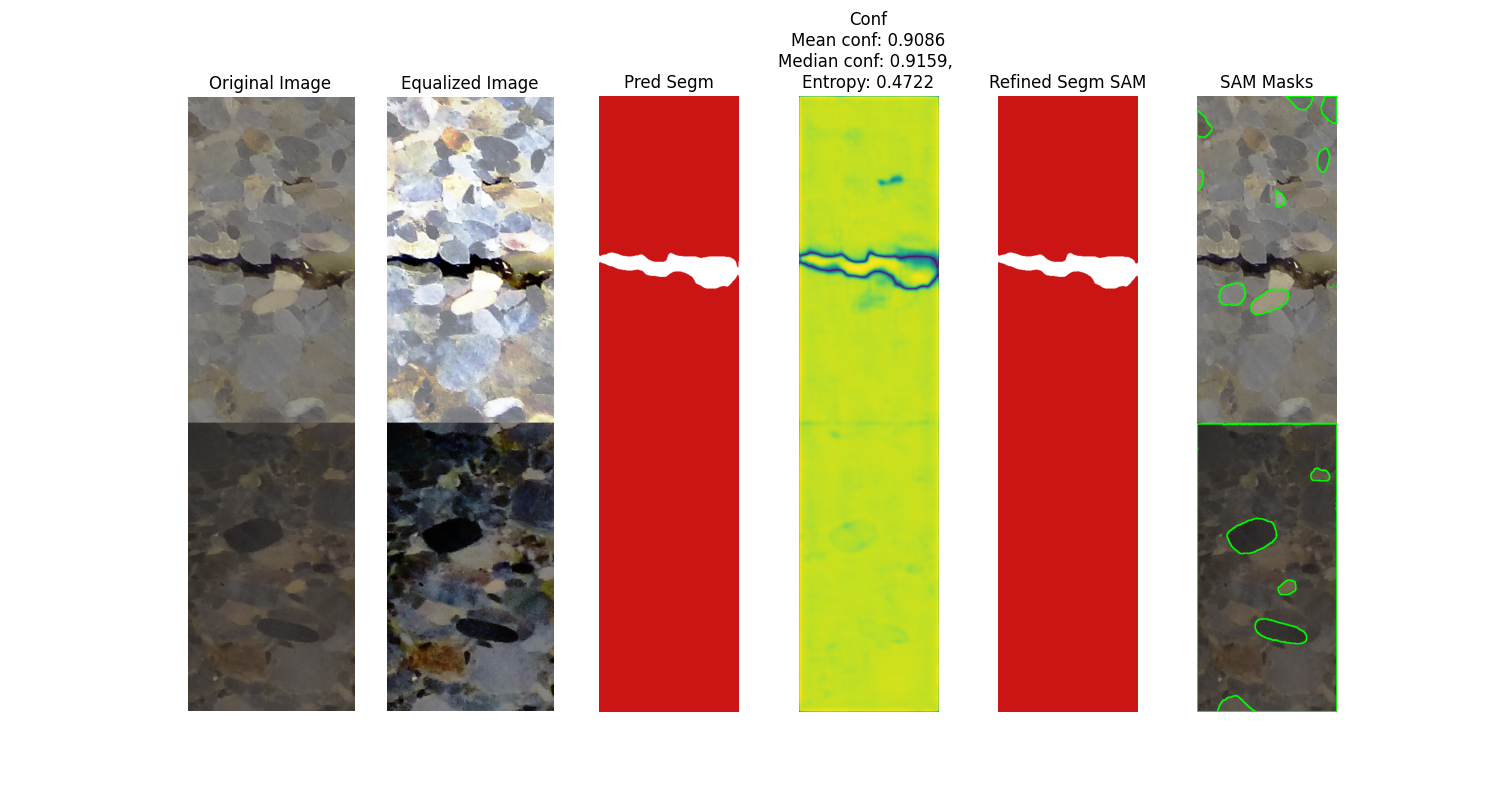 Original Image
Equalized Image
Pred Segm
Conf
Mean conf: 0.9086
Median conf: 0.9159,
Entropy: 0.4722
Refined Segm SAM
SAM Masks